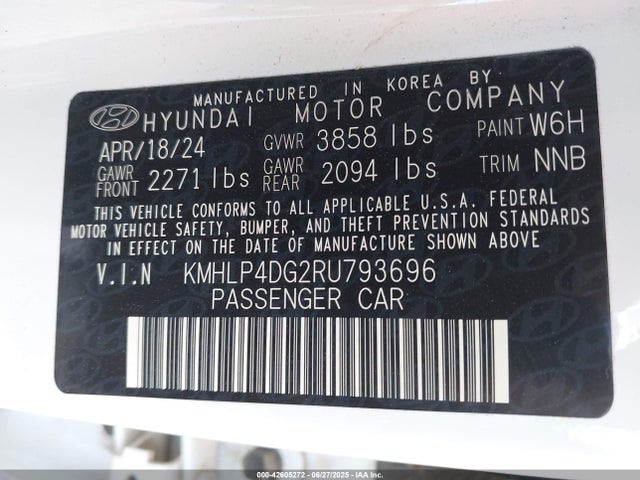 MANUFACTURED IN KOREA BY
HYUNDAI MOTOR COMPANY
APR/18/24 GVWR 3858 lbs PAINT W6H
GAWR FRONT 2271 lbs GAWR REAR 2094 lbs TRIM NNB
THIS VEHICLE CONFORMS TO ALL APPLICABLE U.S.A. FEDERAL
MOTOR VEHICLE SAFETY, BUMPER, AND THEFT PREVENTION STANDARDS
IN EFFECT ON THE DATE OF MANUFACTURE SHOWN ABOVE.
V.I.N KMHLP4DG2RU793696
PASSENGER CAR
000-42605272 | 06/27/2025 | IAAI.COM